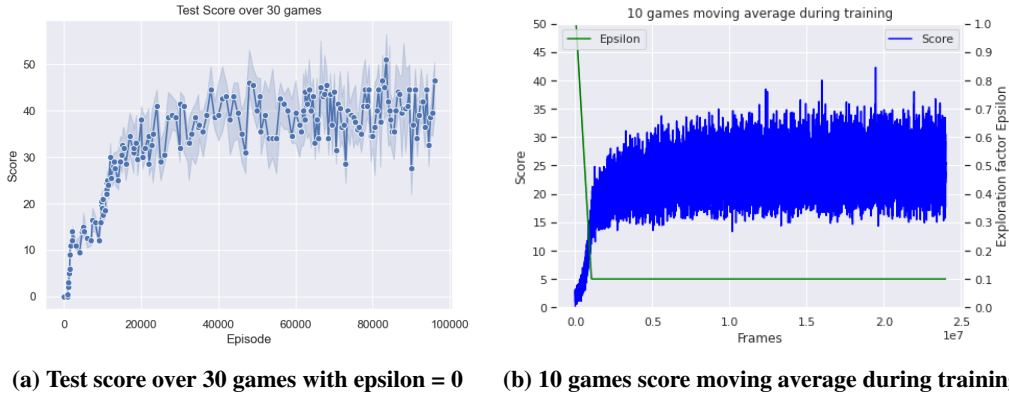 Test Score over 30 games
50
40
30
20
10
0
Score
0 20000 40000 60000 80000 100000
Episode
(a) Test score over 30 games with epsilon = 0
10 games moving average during training
Epsilon
Score
50
45
40
35
30
25
20
15
10
5
0
Score
1.0
0.9
0.8
0.7
0.6
0.5
0.4
0.3
0.2
0.1
0.0
Exploration factor Epsilon
0.0 0.5 1.0 1.5 2.0 2.5
1e7
Frames
(b) 10 games score moving average during training